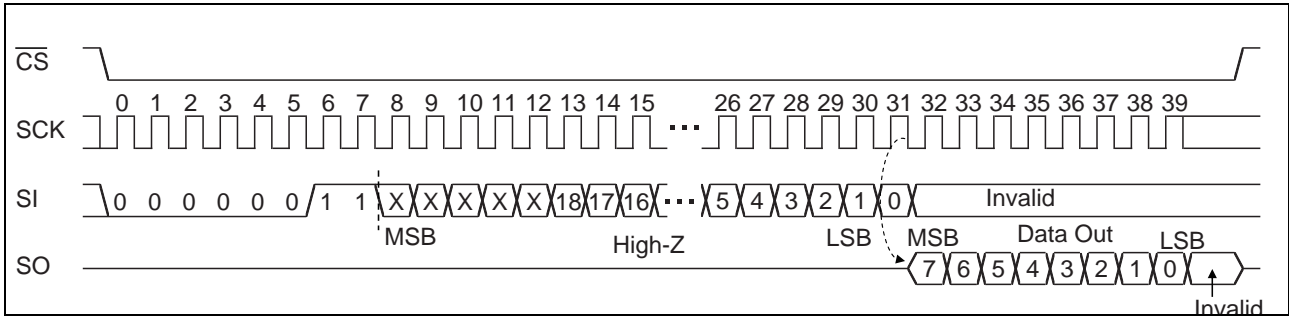 CS
0 1 2 3 4 5 6 7 8 9 10 11 12 13 14 15 26 27 28 29 30 31 32 33 34 35 36 37 38 39
SCK ...
SI 0 0 0 0 0 0 1 1 X X X X X 18 17 16 ... 5 4 3 2 1 0 Invalid
MSB High-Z LSB MSB Data Out LSB
SO 7 6 5 4 3 2 1 0
Invalid